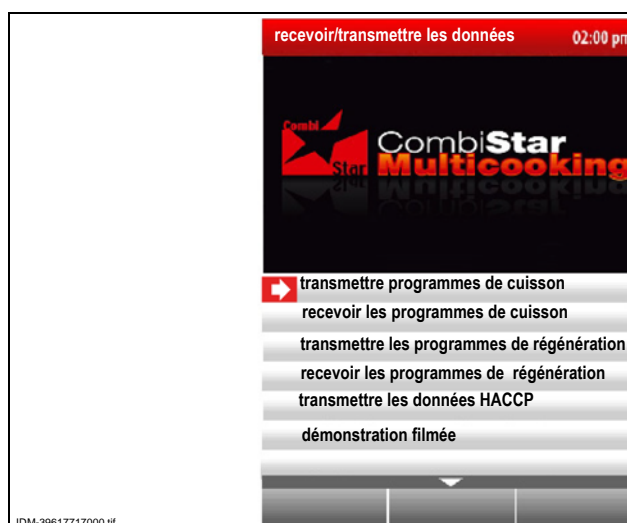 recevoir/transmettre les données 02:00 pm
Combi
Star
CombiStar
Multicooking
transmettre programmes de cuisson
recevoir les programmes de cuisson
transmettre les programmes de régénération
recevoir les programmes de régénération
transmettre les données HACCP
démonstration filmée
IDM-39617717000.tif